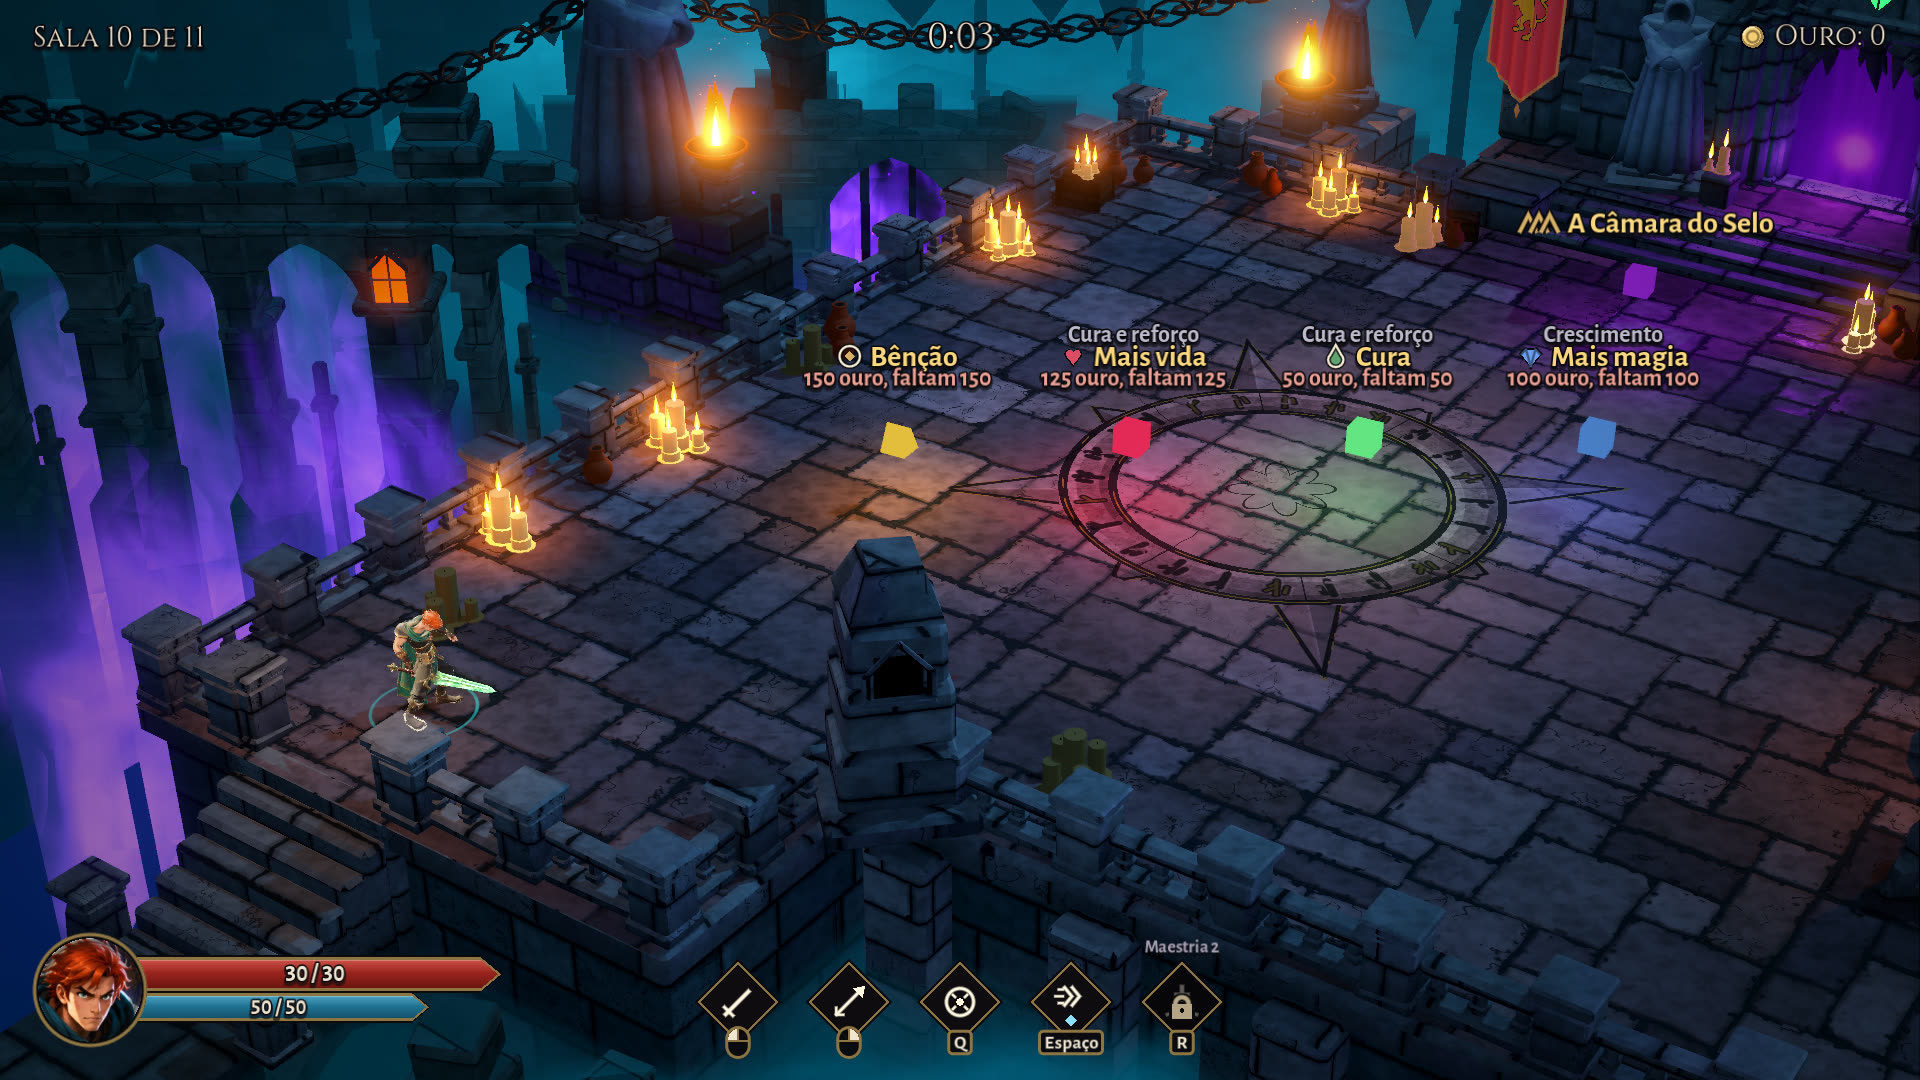 SALA 10 DE 11
0:03
OURO: 0
A Câmara do Selo
Bênção
150 ouro, faltam 150
Cura e reforço
Mais vida
125 ouro, faltam 125
Cura e reforço
Cura
50 ouro, faltam 50
Crescimento
Mais magia
100 ouro, faltam 100
30/30
50/50
Maestria 2
Q
Espaço
R